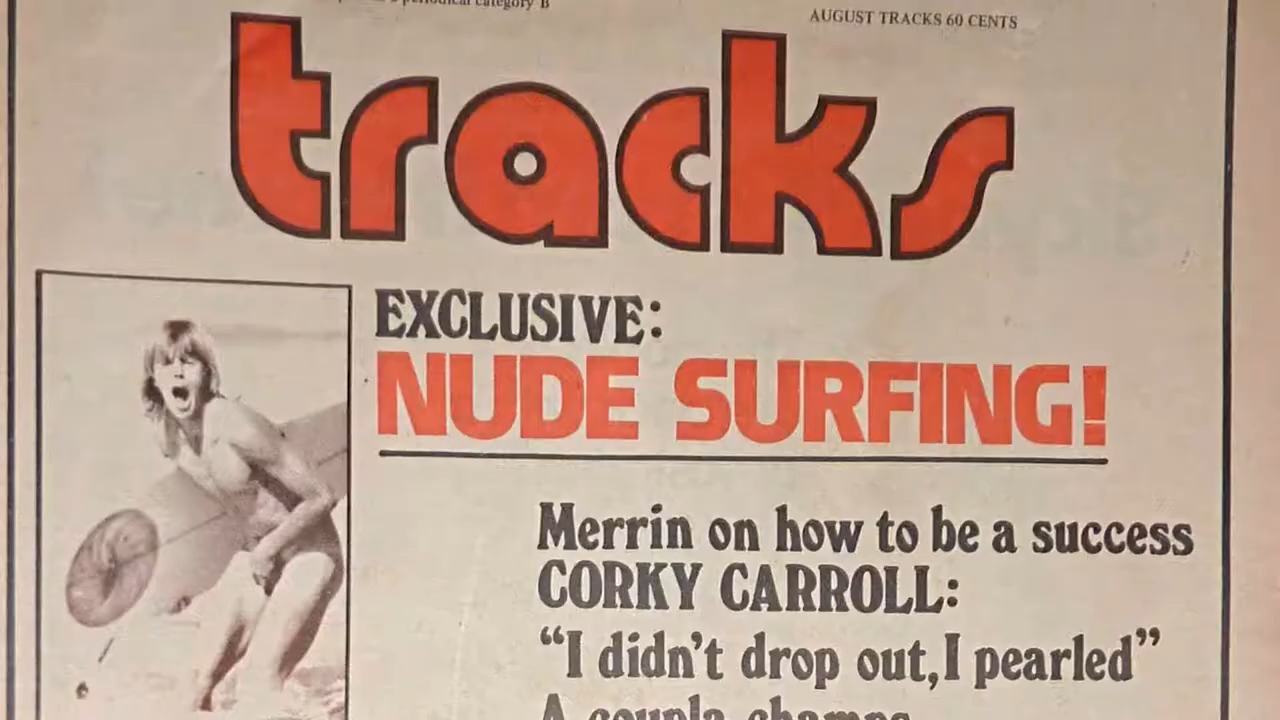 periodical category B
AUGUST TRACKS 60 CENTS
tracks
EXCLUSIVE:
NUDE SURFING!
Merrin on how to be a success
CORKY CARROLL:
“I didn’t drop out, I pearled”
A coupla champs